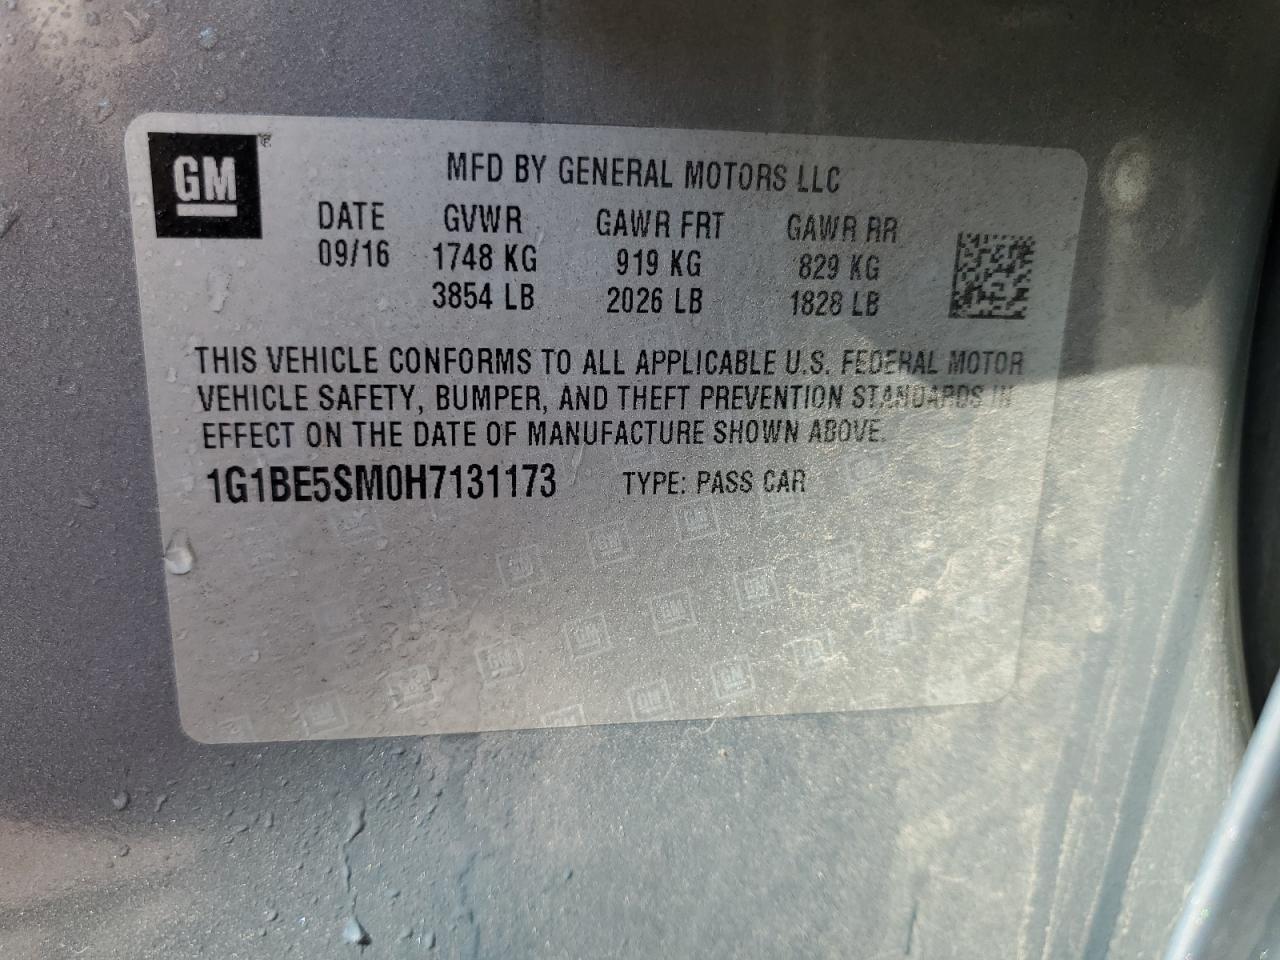 GM®
MFD BY GENERAL MOTORS LLC
DATE GVWR GAWR FRT GAWR RR
09/16 1748 KG 919 KG 829 KG
3854 LB 2026 LB 1828 LB
THIS VEHICLE CONFORMS TO ALL APPLICABLE U.S. FEDERAL MOTOR
VEHICLE SAFETY, BUMPER, AND THEFT PREVENTION STANDARDS IN
EFFECT ON THE DATE OF MANUFACTURE SHOWN ABOVE.
1G1BE5SM0H7131173 TYPE: PASS CAR